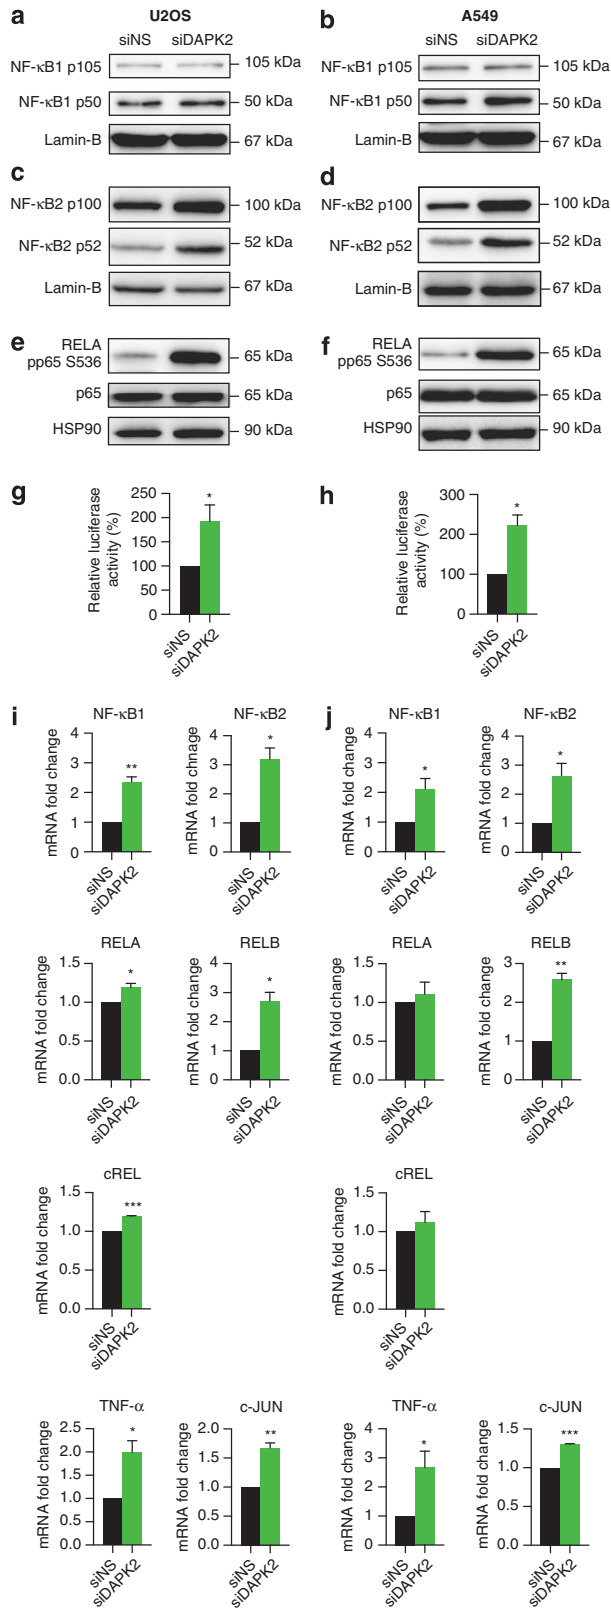 a
U2OS
siNS siDAPK2
NF-κB1 p105 105 kDa
NF-κB1 p50 50 kDa
Lamin-B 67 kDa
b
A549
siNS siDAPK2
NF-κB1 p105 105 kDa
NF-κB1 p50 50 kDa
Lamin-B 67 kDa
c
NF-κB2 p100 100 kDa
NF-κB2 p52 52 kDa
Lamin-B 67 kDa
d
NF-κB2 p100 100 kDa
NF-κB2 p52 52 kDa
Lamin-B 67 kDa
e
RELA
pp65 S536 65 kDa
p65 65 kDa
HSP90 90 kDa
f
RELA
pp65 S536 65 kDa
p65 65 kDa
HSP90 90 kDa
g
Relative luciferase
activity (%)
250
200
150
100
50
0
*
siNS
siDAPK2
h
Relative luciferase
activity (%)
300
200
100
0
*
siNS
siDAPK2
i
NF-κB1
mRNA fold change
4
3
2
1
0
**
siNS
siDAPK2
NF-κB2
mRNA fold chnage
4
3
2
1
0
*
siNS
siDAPK2
j
NF-κB1
mRNA fold change
4
3
2
1
0
*
siNS
siDAPK2
NF-κB2
mRNA fold change
4
3
2
1
0
*
siNS
siDAPK2
RELA
mRNA fold change
1.5
1.0
0.5
0.0
*
siNS
siDAPK2
RELB
mRNA fold change
4
3
2
1
0
*
siNS
siDAPK2
RELA
mRNA fold change
1.5
1.0
0.5
0.0
siNS
siDAPK2
RELB
mRNA fold change
3
2
1
0
**
siNS
siDAPK2
cREL
mRNA fold change
1.5
1.0
0.5
0.0
***
siNS
siDAPK2
cREL
mRNA fold change
1.5
1.0
0.5
0.0
siNS
siDAPK2
TNF-α
mRNA fold change
2.5
2.0
1.5
1.0
0.5
0.0
*
siNS
siDAPK2
c-JUN
mRNA fold change
2.0
1.5
1.0
0.5
0.0
**
siNS
siDAPK2
TNF-α
mRNA fold change
4
3
2
1
0
*
siNS
siDAPK2
c-JUN
mRNA fold change
1.5
1.0
0.5
0.0
***
siNS
siDAPK2